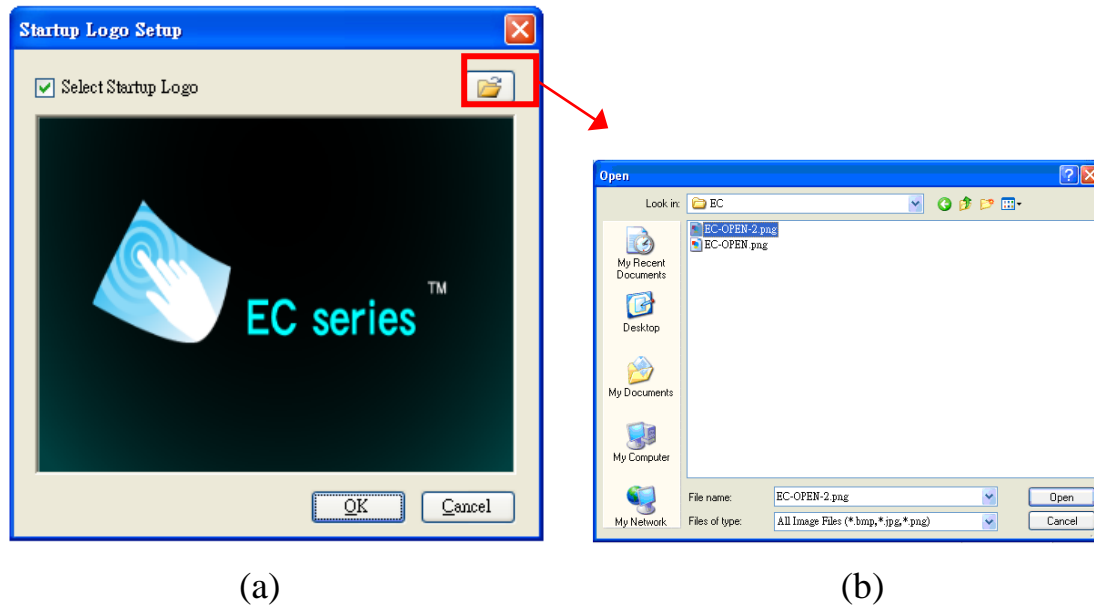 Startup Logo Setup
Select Startup Logo
EC series™
OK
Cancel
(a)
Open
Look in:
EC
EC-OPEN-2.png
EC-OPEN.png
My Recent
Documents
Desktop
My Documents
My Computer
My Network
File name:
EC-OPEN-2.png
Open
Files of type:
All Image Files (*.bmp,*.jpg,*.png)
Cancel
(b)